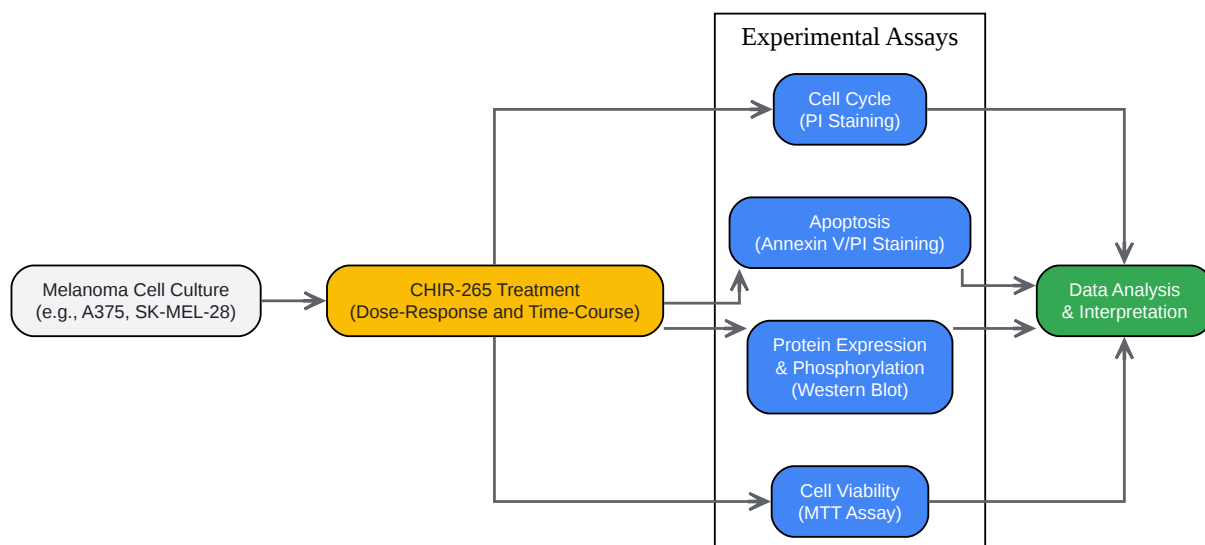 Experimental Assays
Cell Cycle
(PI Staining)
Apoptosis
(Annexin V/PI Staining)
Melanoma Cell Culture
(e.g., A375, SK-MEL-28)
CHIR-265 Treatment
(Dose-Response and Time-Course)
Data Analysis
& Interpretation
Protein Expression
& Phosphorylation
(Western Blot)
Cell Viability
(MTT Assay)